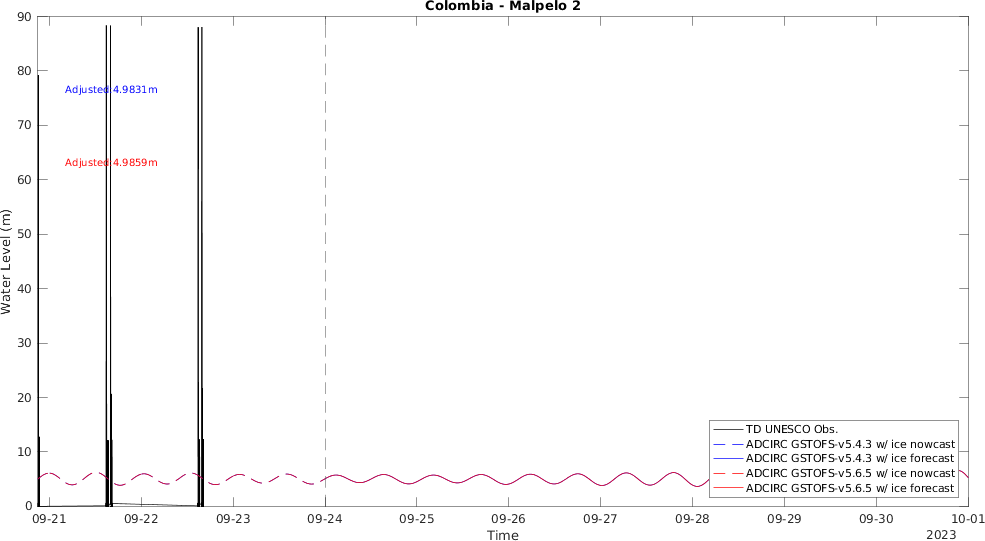 Colombia - Malpelo 2
90
80
70
60
50
40
30
20
10
0
Water Level (m)
Adjusted 4.9831m
Adjusted 4.9859m
TD UNESCO Obs.
ADCIRC GSTOFS-v5.4.3 w/ ice nowcast
ADCIRC GSTOFS-v5.4.3 w/ ice forecast
ADCIRC GSTOFS-v5.6.5 w/ ice nowcast
ADCIRC GSTOFS-v5.6.5 w/ ice forecast
09-21 09-22 09-23 09-24 09-25 09-26 09-27 09-28 09-29 09-30 10-01
Time
2023